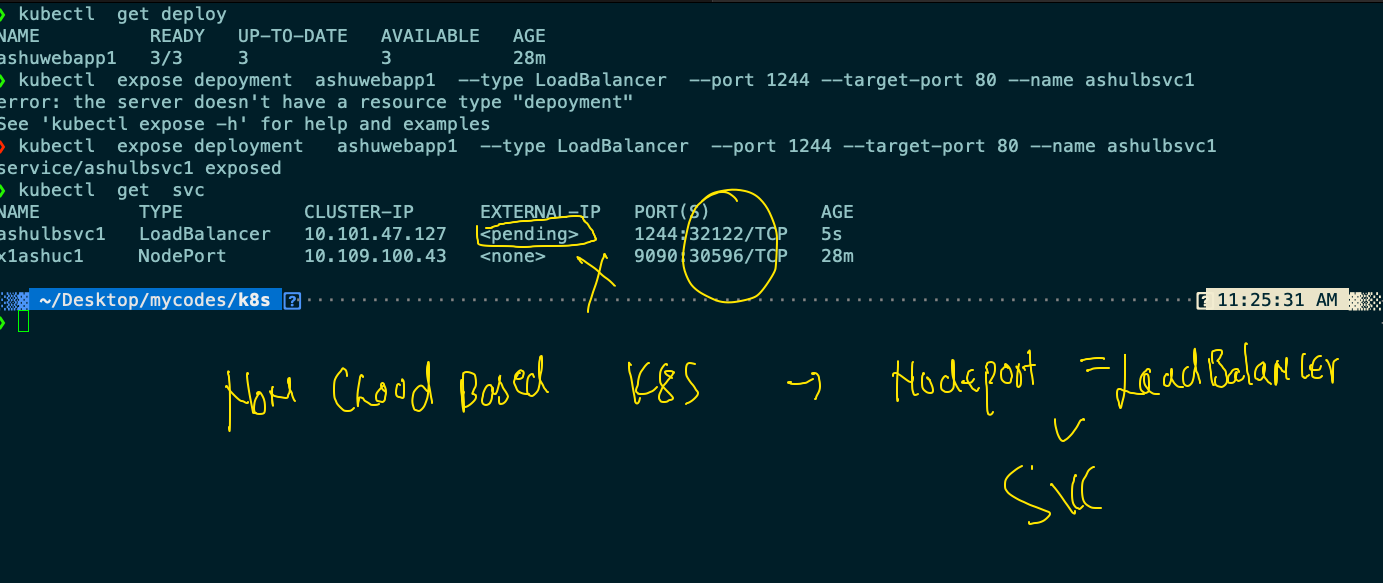 ❯ kubectl  get deploy
NAME          READY   UP-TO-DATE   AVAILABLE   AGE
ashuwebapp1   3/3     3            3           28m
❯ kubectl  expose depoyment  ashuwebapp1  --type LoadBalancer  --port 1244 --target-port 80 --name ashulbsvc1
error: the server doesn't have a resource type "depoyment"
See 'kubectl expose -h' for help and examples
❯ kubectl  expose deployment   ashuwebapp1  --type LoadBalancer  --port 1244 --target-port 80 --name ashulbsvc1
service/ashulbsvc1 exposed
❯ kubectl  get  svc
NAME         TYPE           CLUSTER-IP      EXTERNAL-IP   PORT(S)          AGE
ashulbsvc1   LoadBalancer   10.101.47.127   <pending>     1244:32122/TCP   5s
x1ashuc1     NodePort       10.109.100.43   <none>        9090:30596/TCP   28m
~/Desktop/mycodes/k8s ? 11:25:31 AM
❯
Non Cloud Based K8S → Nodeport = LoadBalancer
svc